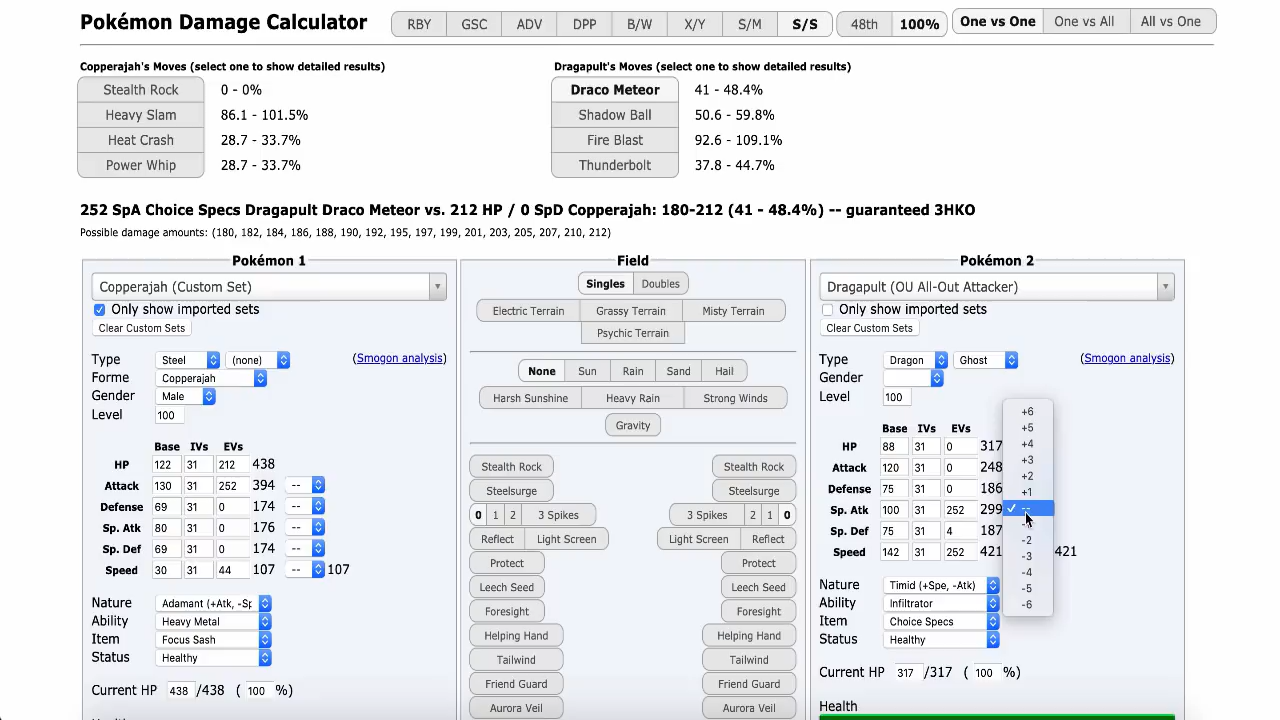 Pokémon Damage Calculator RBY GSC ADV DPP B/W X/Y S/M S/S 48th 100% One vs One One vs All All vs One
Copperajah's Moves (select one to show detailed results) Dragapult's Moves (select one to show detailed results)
Stealth Rock 0 - 0% Draco Meteor 41 - 48.4%
Heavy Slam 86.1 - 101.5% Shadow Ball 50.6 - 59.8%
Heat Crash 28.7 - 33.7% Fire Blast 92.6 - 109.1%
Power Whip 28.7 - 33.7% Thunderbolt 37.8 - 44.7%
252 SpA Choice Specs Dragapult Draco Meteor vs. 212 HP / 0 SpD Copperajah: 180-212 (41 - 48.4%) -- guaranteed 3HKO
Possible damage amounts: (180, 182, 184, 186, 188, 190, 192, 195, 197, 199, 201, 203, 205, 207, 210, 212)
Pokémon 1
Copperajah (Custom Set)
Only show imported sets
Clear Custom Sets
Type Steel (none) (Smogon analysis)
Forme Copperajah
Gender Male
Level 100
Base IVs EVs
HP 122 31 212 438
Attack 130 31 252 394 --
Defense 69 31 0 174 --
Sp. Atk 80 31 0 176 --
Sp. Def 69 31 0 174 --
Speed 30 31 44 107 -- 107
Nature Adamant (+Atk, -Sp
Ability Heavy Metal
Item Focus Sash
Status Healthy
Current HP 438 /438 ( 100 %)
Field
Singles Doubles
Electric Terrain Grassy Terrain Misty Terrain
Psychic Terrain
None Sun Rain Sand Hail
Harsh Sunshine Heavy Rain Strong Winds
Gravity
Stealth Rock Stealth Rock
Steelsurge Steelsurge
0 1 2 3 Spikes 3 Spikes 2 1 0
Reflect Light Screen Light Screen Reflect
Protect Protect
Leech Seed Leech Seed
Foresight Foresight
Helping Hand Helping Hand
Tailwind Tailwind
Friend Guard Friend Guard
Aurora Veil Aurora Veil
Pokémon 2
Dragapult (OU All-Out Attacker)
Only show imported sets
Clear Custom Sets
Type Dragon Ghost (Smogon analysis)
Gender
Level 100
Base IVs EVs
HP 88 31 0 317
Attack 120 31 0 248
Defense 75 31 0 186
Sp. Atk 100 31 252 299
Sp. Def 75 31 4 187
Speed 142 31 252 421 421
+6
+5
+4
+3
+2
+1
--
-2
-3
-4
-5
-6
Nature Timid (+Spe, -Atk)
Ability Infiltrator
Item Choice Specs
Status Healthy
Current HP 317 /317 ( 100 %)
Health